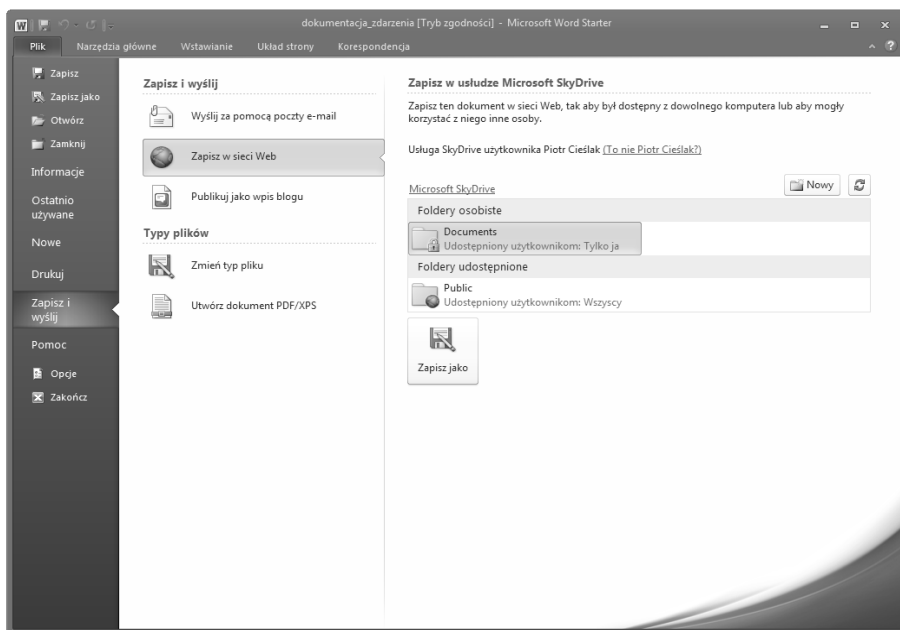 dokumentacja_zdarzenia [Tryb zgodności] - Microsoft Word Starter
Plik Narzędzia główne Wstawianie Układ strony Korespondencja
Zapisz
Zapisz jako
Otwórz
Zamknij
Informacje
Ostatnio
używane
Nowe
Drukuj
Zapisz i
wyślij
Pomoc
Opcje
Zakończ
Zapisz i wyślij
Wyślij za pomocą poczty e-mail
Zapisz w sieci Web
Publikuj jako wpis blogu
Typy plików
Zmień typ pliku
Utwórz dokument PDF/XPS
Zapisz w usłudze Microsoft SkyDrive
Zapisz ten dokument w sieci Web, tak aby był dostępny z dowolnego komputera lub aby mogły
korzystać z niego inne osoby.
Usługa SkyDrive użytkownika Piotr Cieślak (To nie Piotr Cieślak?)
Microsoft SkyDrive
Nowy
Foldery osobiste
Documents
Udostępniony użytkownikom: Tylko ja
Foldery udostępnione
Public
Udostępniony użytkownikom: Wszyscy
Zapisz jako